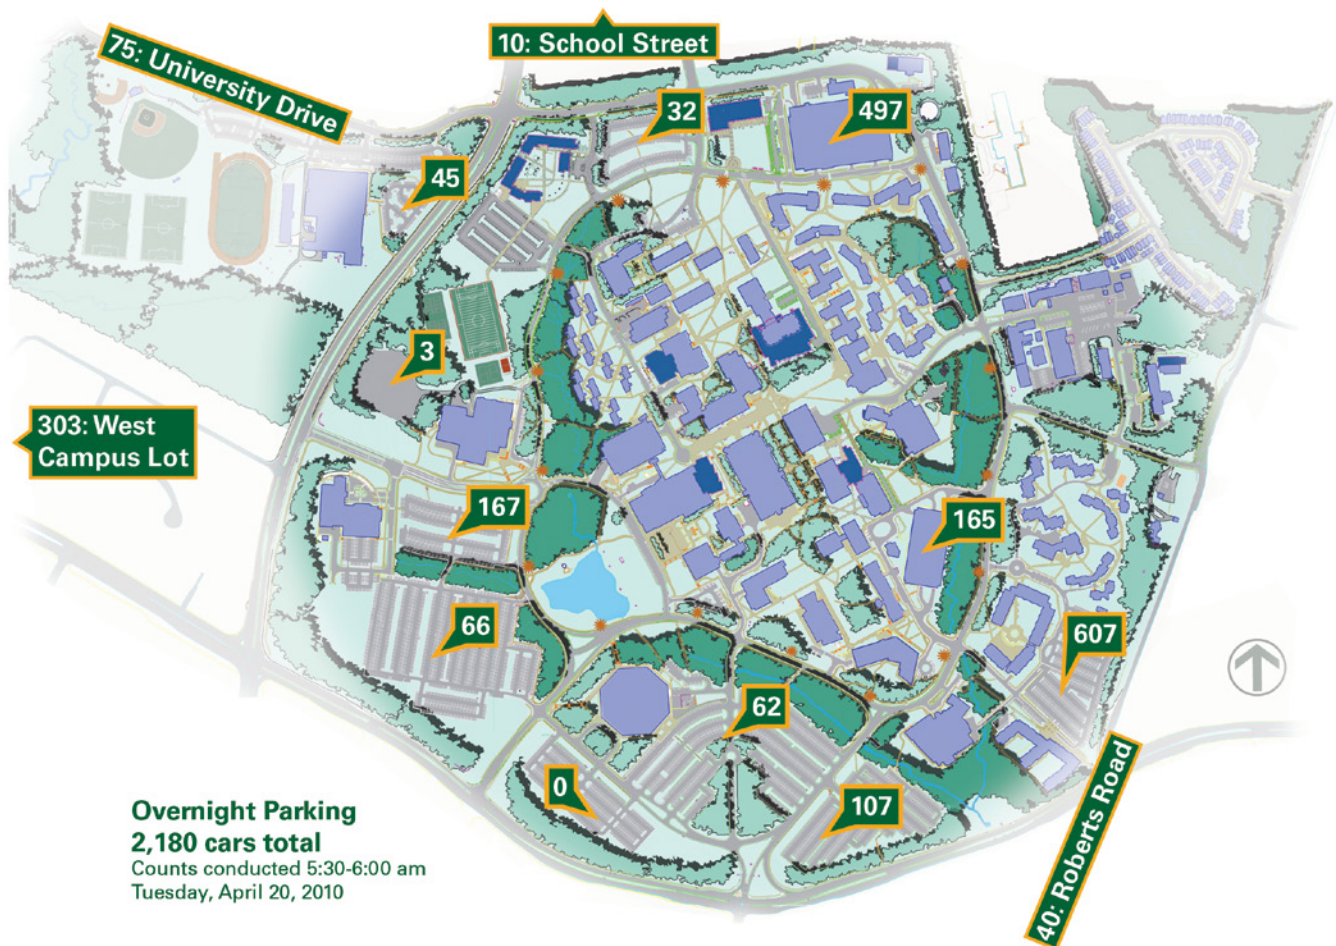 10: School Street
75: University Drive
32
497
45
3
303: West
Campus Lot
167
165
66
607
62
0
107
40: Roberts Road
Overnight Parking
2,180 cars total
Counts conducted 5:30-6:00 am
Tuesday, April 20, 2010